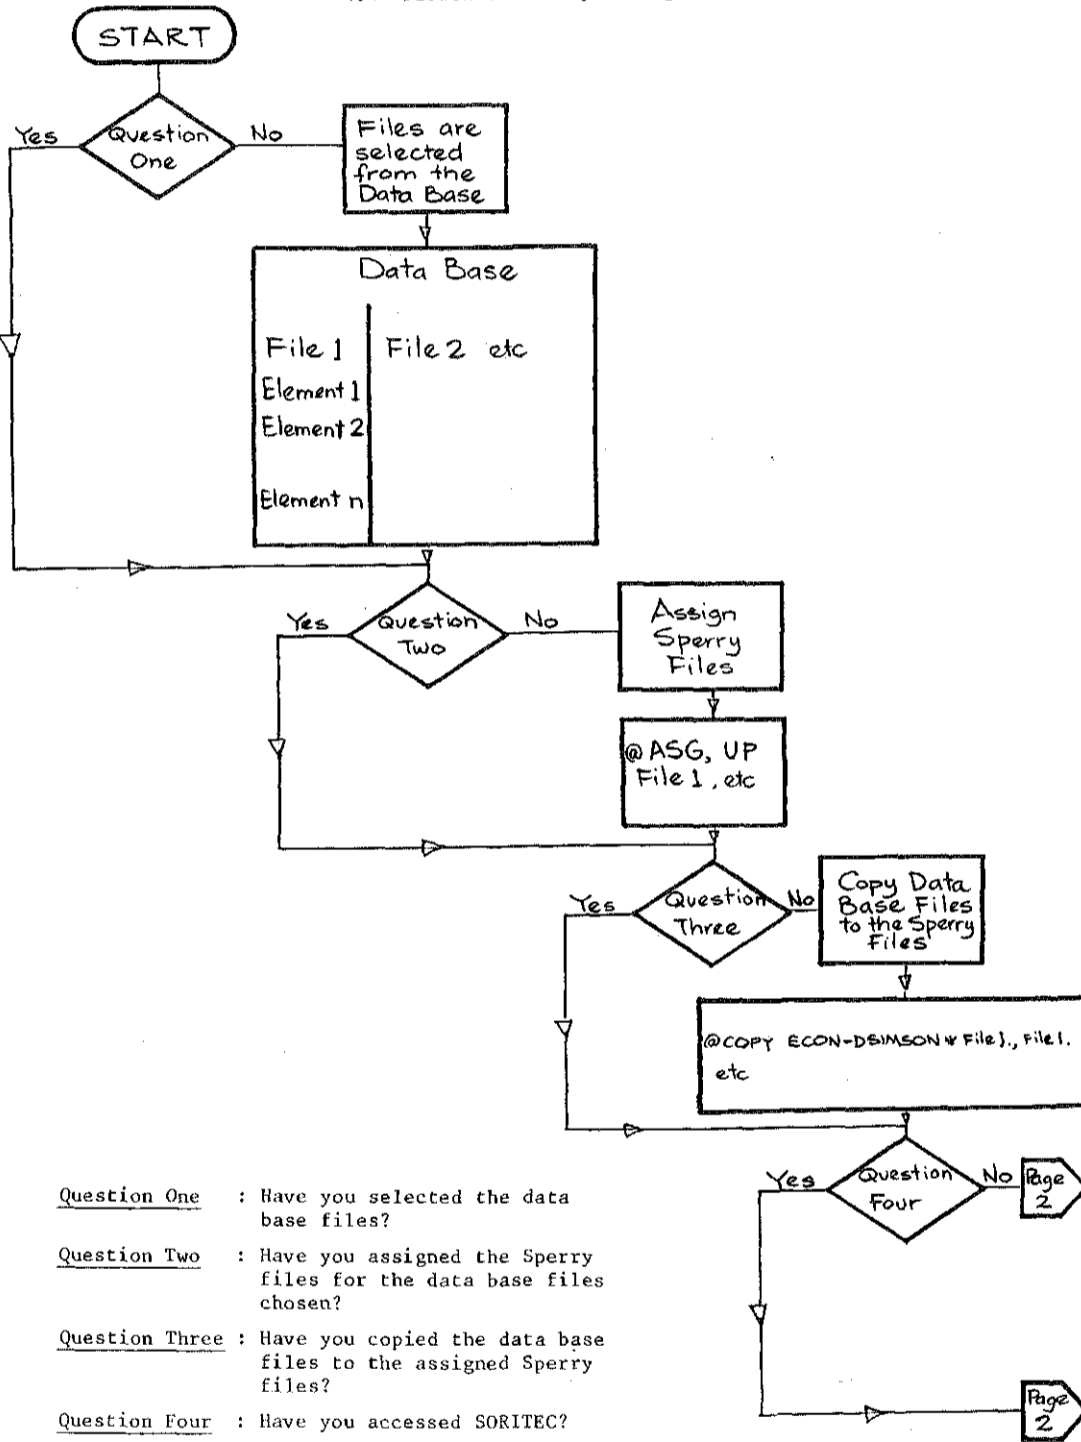 START
Yes
Question
One
No
Files are
selected
from the
Data Base
Data Base
File 1
File 2 etc
Element 1
Element 2
Element n
Yes
Question
Two
No
Assign
Sperry
Files
@ASG, UP
File 1, etc
Yes
Question
Three
No
Copy Data
Base Files
to the Sperry
Files
@COPY ECON-DSIMSON*File1., File1.
etc
Yes
Question
Four
No
Page
2
Question One : Have you selected the data
base files?
Question Two : Have you assigned the Sperry
files for the data base files
chosen?
Question Three : Have you copied the data base
files to the assigned Sperry
files?
Question Four : Have you accessed SORITEC?
Page
2